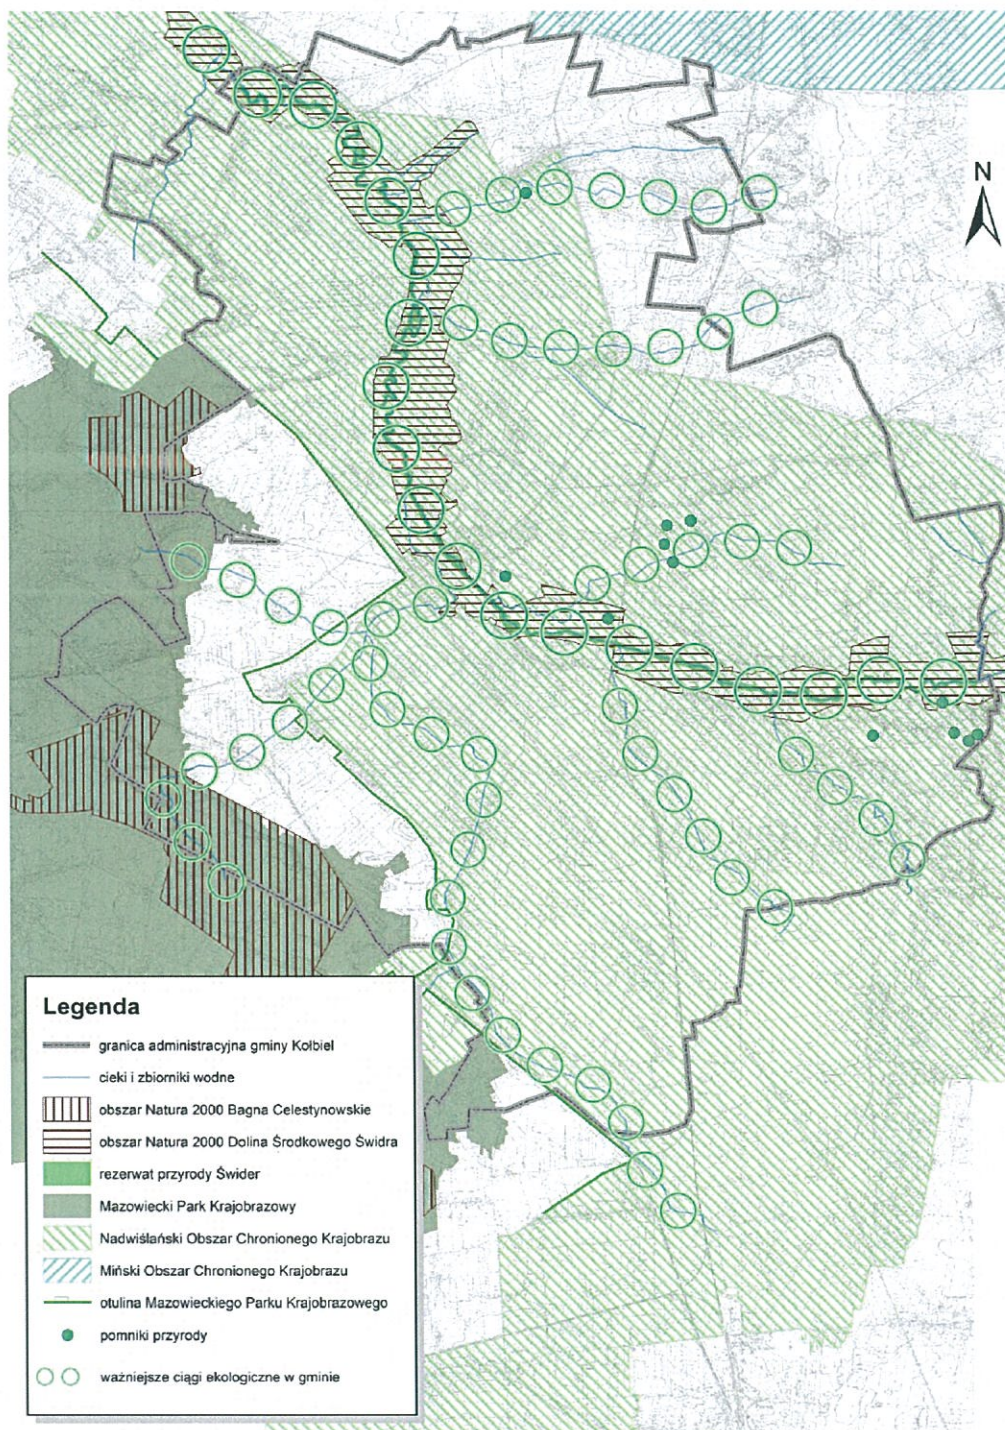 N
Legenda
granica administracyjna gminy Kołbiel
cieki i zbiorniki wodne
obszar Natura 2000 Bagna Celestynowskie
obszar Natura 2000 Dolina Środkowego Świdra
rezerwat przyrody Świder
Mazowiecki Park Krajobrazowy
Nadwiślański Obszar Chronionego Krajobrazu
Miński Obszar Chronionego Krajobrazu
otulina Mazowieckiego Parku Krajobrazowego
pomniki przyrody
ważniejsze ciągi ekologiczne w gminie